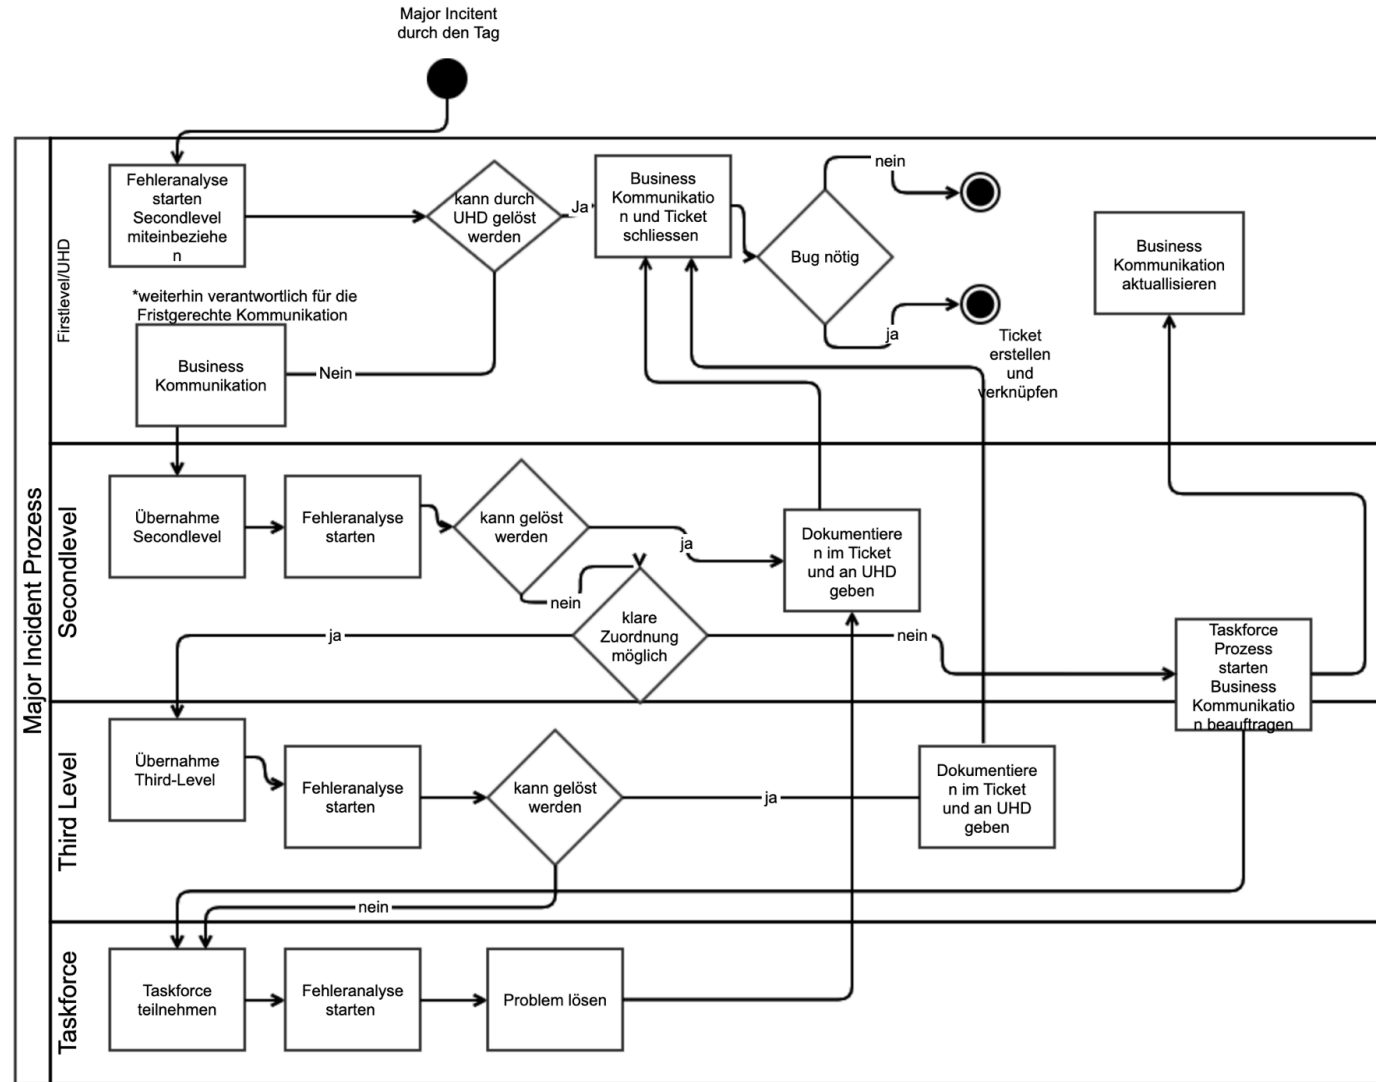 Major Incitent
durch den Tag
Major Incident Prozess
Firstlevel/UHD
Fehleranalyse
starten
Secondlevel
miteinbeziehe
n
kann durch
UHD gelöst
werden
Ja
Business
Kommunikatio
n und Ticket
schliessen
Bug nötig
nein
ja
Ticket
erstellen
und
verknüpfen
Business
Kommunikation
aktuallisieren
*weiterhin verantwortlich für die
Fristgerechte Kommunikation
Business
Kommunikation
Nein
Secondlevel
Übernahme
Secondlevel
Fehleranalyse
starten
kann gelöst
werden
ja
nein
Dokumentiere
n im Ticket
und an UHD
geben
klare
Zuordnung
möglich
ja
nein
Taskforce
Prozess
starten
Business
Kommunikatio
n beauftragen
Third Level
Übernahme
Third-Level
Fehleranalyse
starten
kann gelöst
werden
ja
nein
Dokumentiere
n im Ticket
und an UHD
geben
Taskforce
Taskforce
teilnehmen
Fehleranalyse
starten
Problem lösen